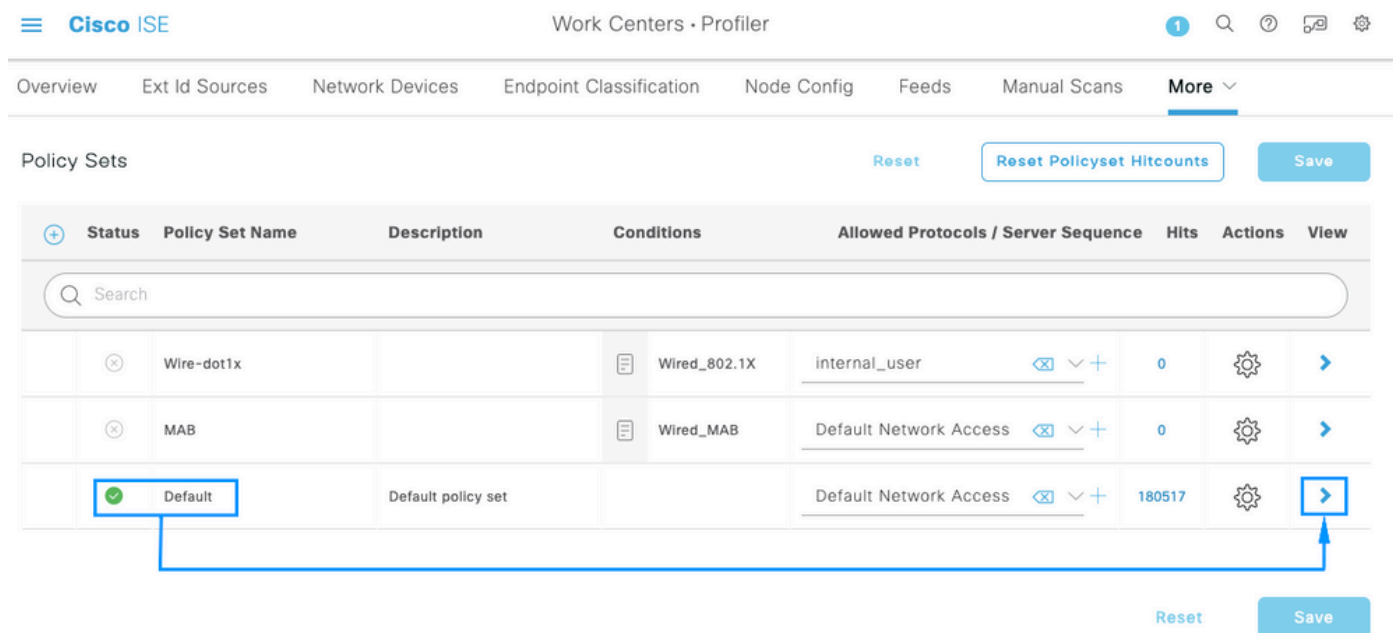 Cisco ISE
Work Centers · Profiler
1
Overview Ext Id Sources Network Devices Endpoint Classification Node Config Feeds Manual Scans More
Policy Sets
Reset
Reset Policyset Hitcounts
Save
Status Policy Set Name Description Conditions Allowed Protocols / Server Sequence Hits Actions View
Search
Wire-dot1x Wired_802.1X internal_user 0
MAB Wired_MAB Default Network Access 0
Default Default policy set Default Network Access 180517
Reset
Save